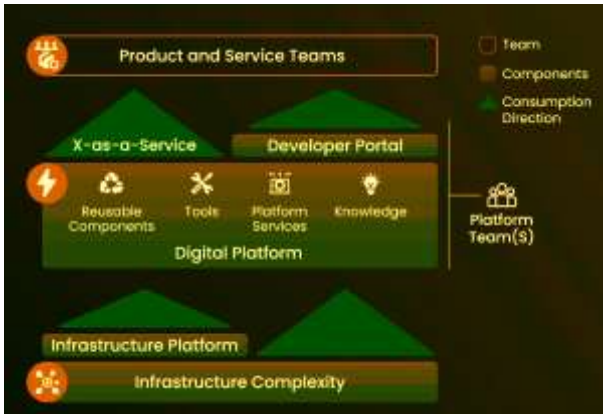 Product and Service Teams
Team
Components
Consumption
Direction
X-as-a-Service
Developer Portal
Reusable
Components
Tools
Platform
Services
Knowledge
Digital Platform
Platform
Team(S)
Infrastructure Platform
Infrastructure Complexity